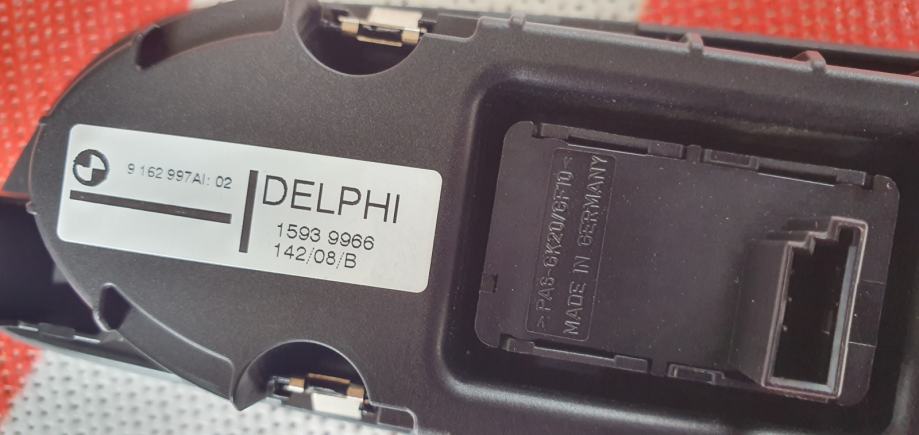 9 162 997AI: 02
DELPHI
1593 9966
142/08/B
>PA6-GK20/GF10<
MADE IN GERMANY